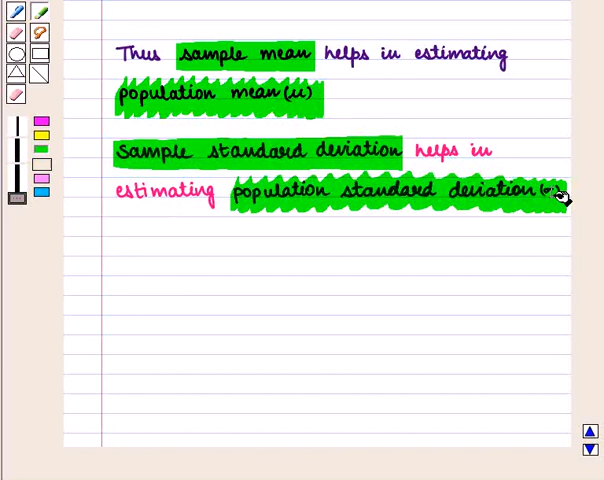 Thus sample mean helps in estimating
population mean (μ)
Sample standard deviation helps in
estimating population standard deviation (